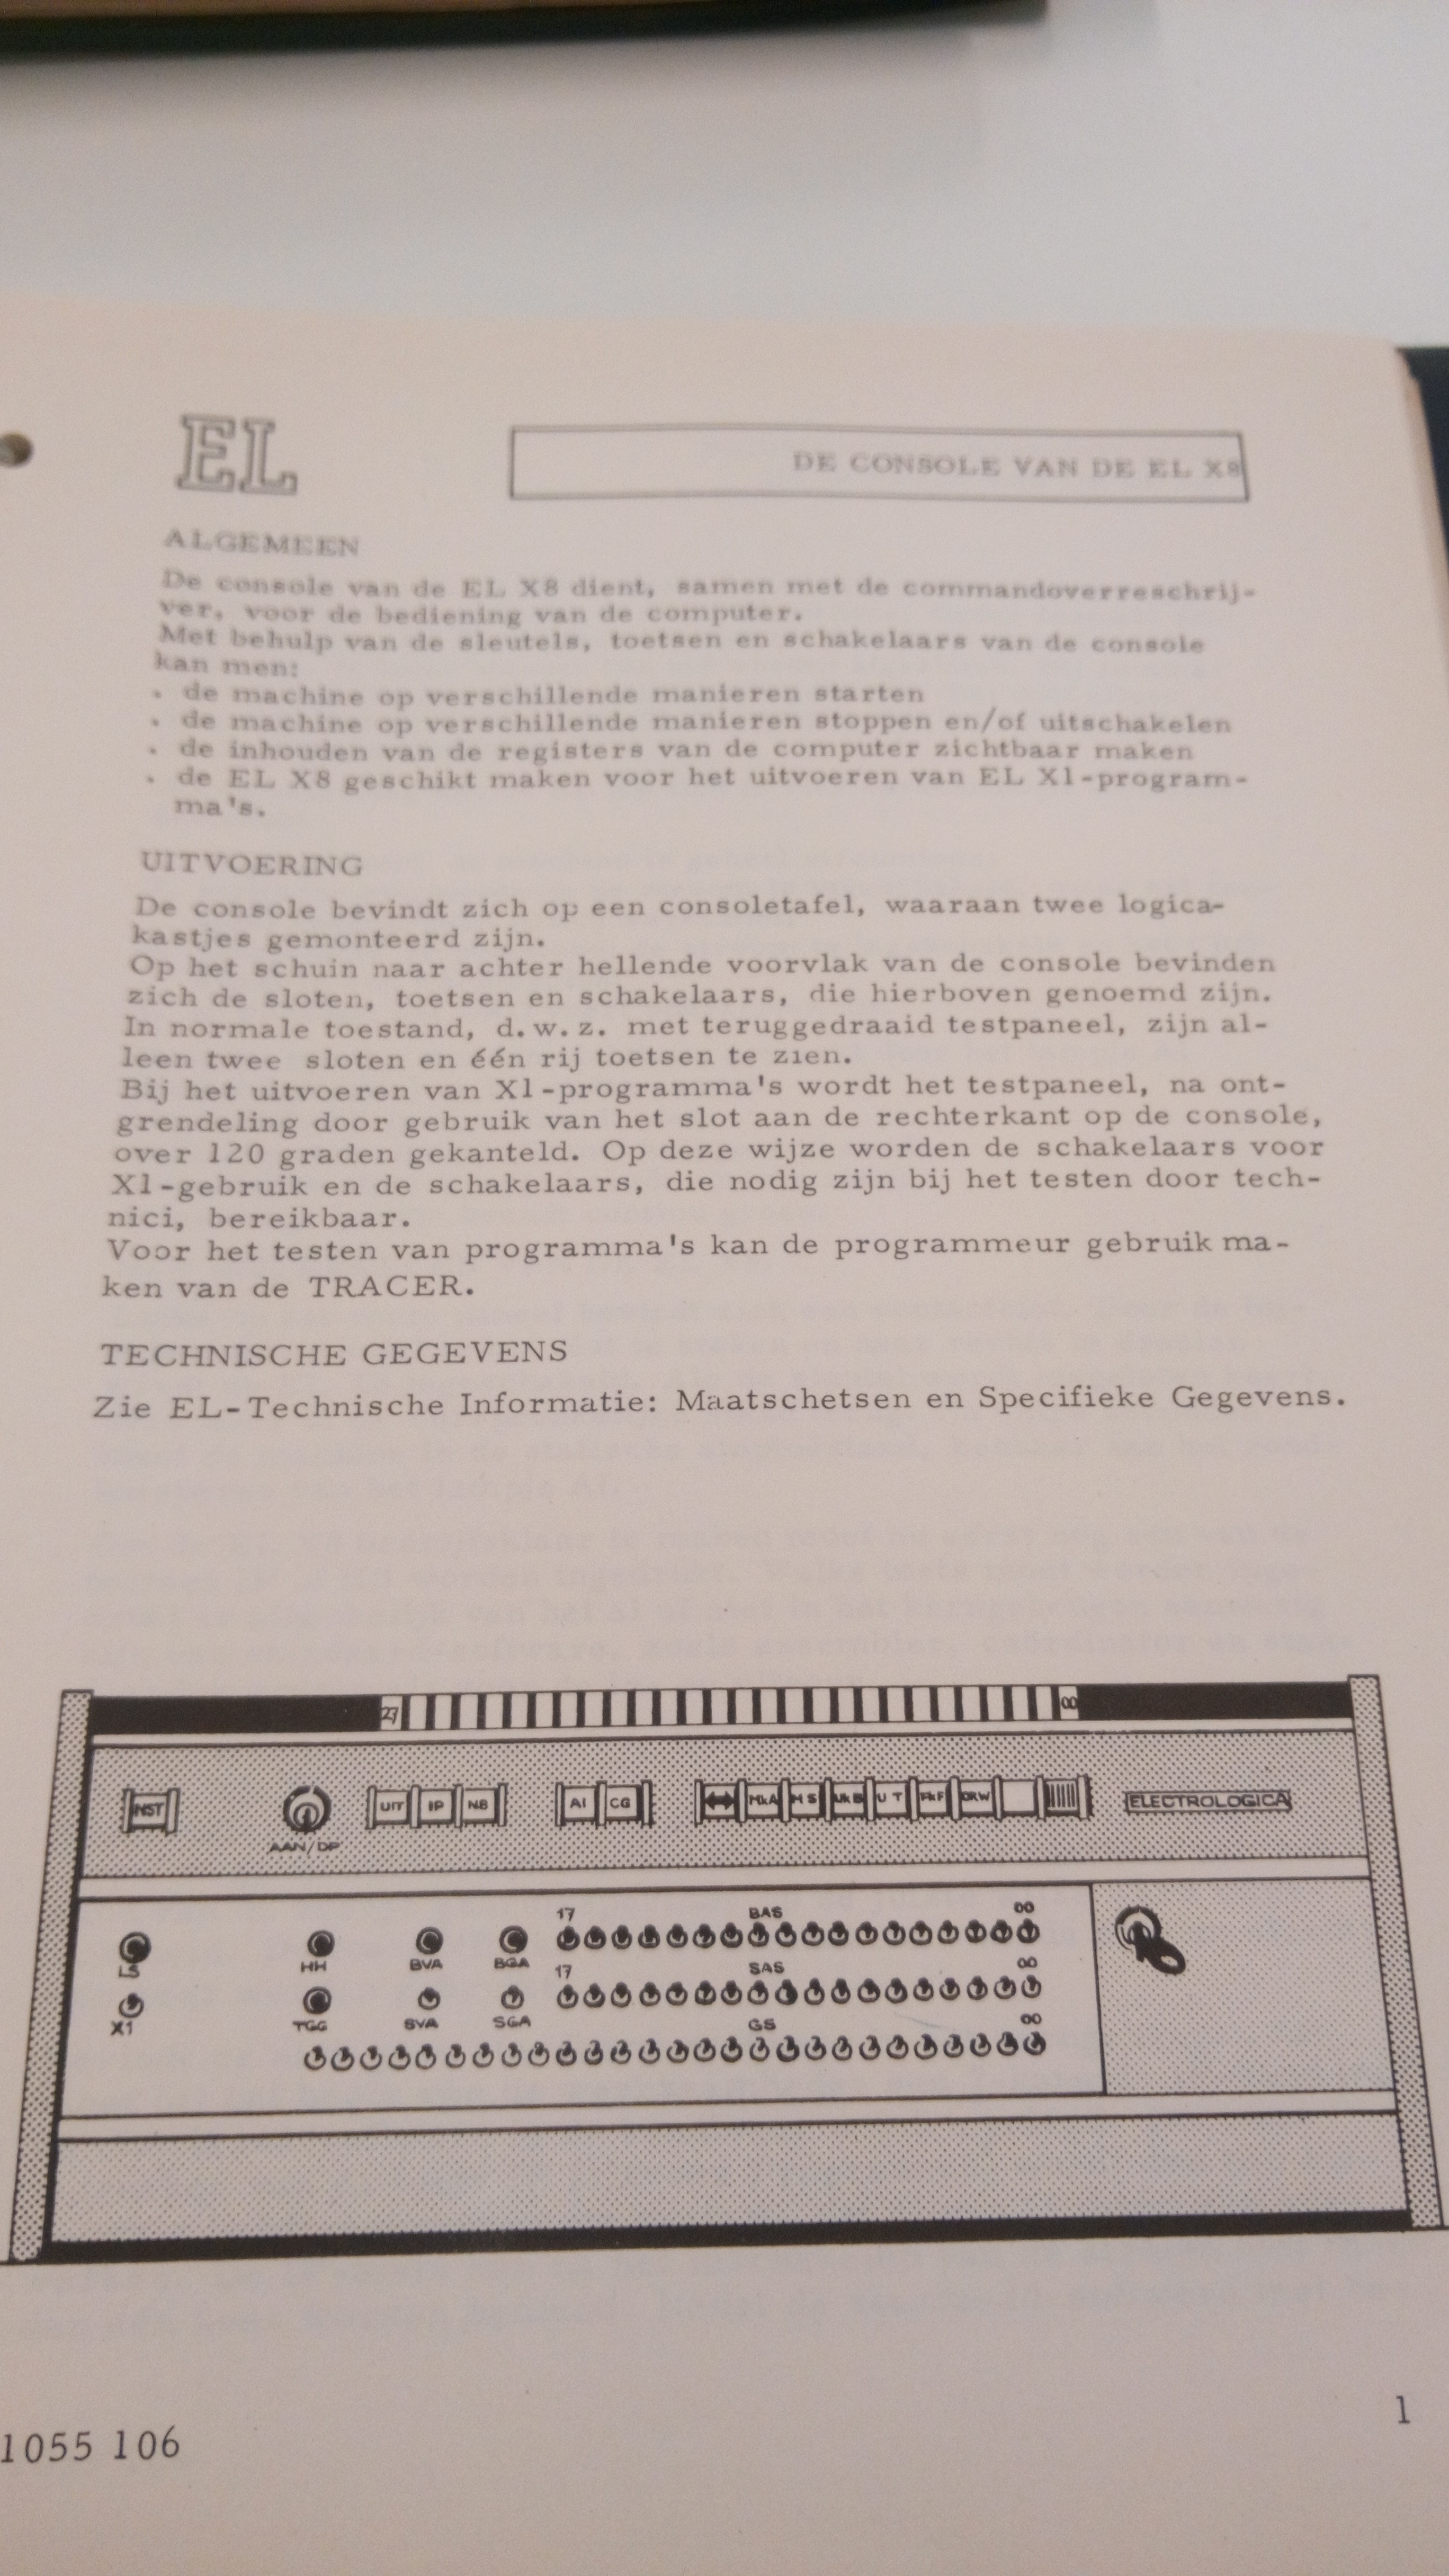 EL
DE CONSOLE VAN DE EL X8
ALGEMEEN
De console van de EL X8 dient, samen met de commandoverreschrij-
ver, voor de bediening van de computer.
Met behulp van de sleutels, toetsen en schakelaars van de console
kan men:
. de machine op verschillende manieren starten
. de machine op verschillende manieren stoppen en/of uitschakelen
. de inhouden van de registers van de computer zichtbaar maken
. de EL X8 geschikt maken voor het uitvoeren van EL X1-program-
ma's.
UITVOERING
De console bevindt zich op een consoletafel, waaraan twee logica-
kastjes gemonteerd zijn.
Op het schuin naar achter hellende voorvlak van de console bevinden
zich de sloten, toetsen en schakelaars, die hierboven genoemd zijn.
In normale toestand, d.w.z. met teruggedraaid testpaneel, zijn al-
leen twee sloten en één rij toetsen te zien.
Bij het uitvoeren van X1-programma's wordt het testpaneel, na ont-
grendeling door gebruik van het slot aan de rechterkant op de console,
over 120 graden gekanteld. Op deze wijze worden de schakelaars voor
X1-gebruik en de schakelaars, die nodig zijn bij het testen door tech-
nici, bereikbaar.
Voor het testen van programma's kan de programmeur gebruik ma-
ken van de TRACER.
TECHNISCHE GEGEVENS
Zie EL-Technische Informatie: Maatschetsen en Specifieke Gegevens.
27 00
NST UIT IP NB AI CG MkA MS UkB UT FkF DRW ELECTROLOGICA
AAN/OP
17 BAS 00
LS HH BVA BGA
17 SAS 00
X1 TGG SVA SGA GS 00
1055 106
1